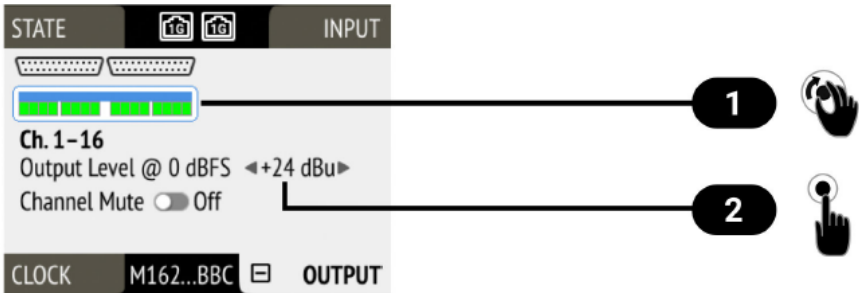 STATE 1G 1G INPUT
Ch. 1–16
Output Level @ 0 dBFS ◀+24 dBu▶
Channel Mute Off
CLOCK M162...BBC OUTPUT
1
2